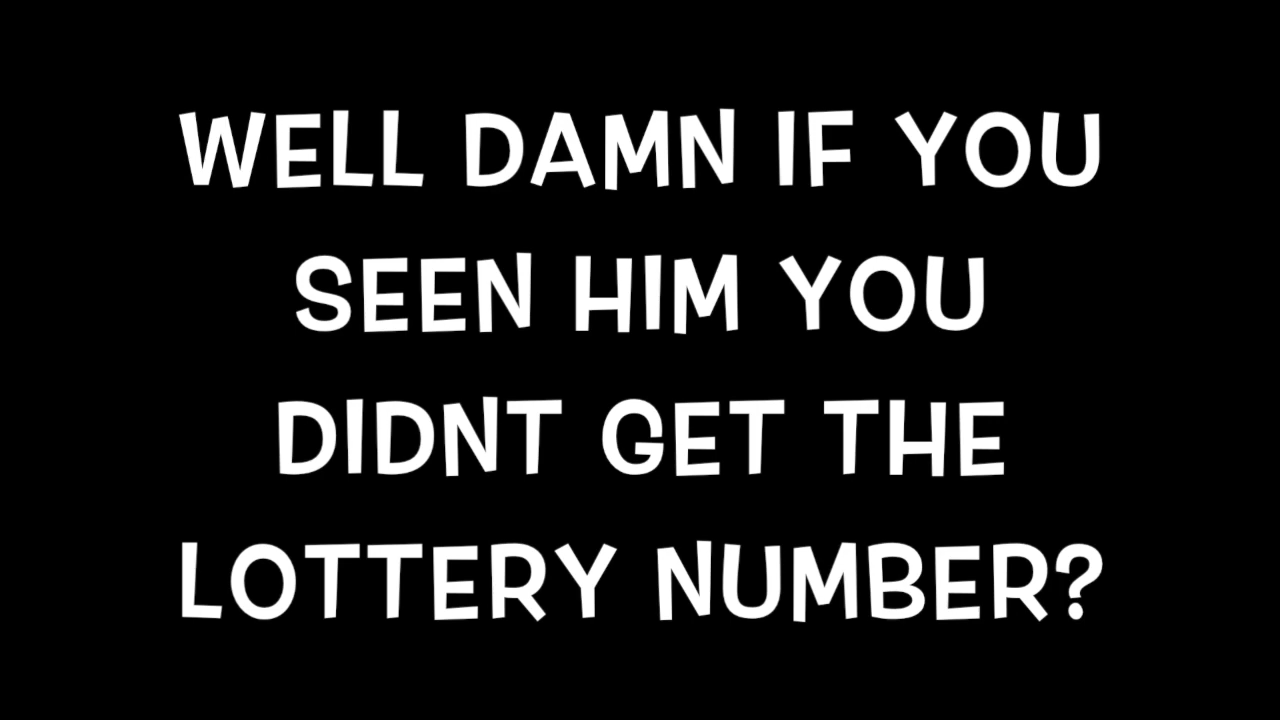 WELL DAMN IF YOU
SEEN HIM YOU
DIDNT GET THE
LOTTERY NUMBER?